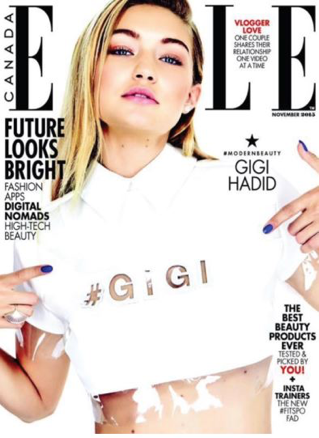 CANADA
ELLE
VLOGGER
LOVE
ONE COUPLE
SHARES THEIR
RELATIONSHIP
ONE VIDEO
AT A TIME
NOVEMBER 2015
FUTURE
LOOKS
BRIGHT
FASHION
APPS
DIGITAL
NOMADS
HIGH-TECH
BEAUTY
#MODERNBEAUTY
GIGI
HADID
#GIGI
THE
BEST
BEAUTY
PRODUCTS
EVER
TESTED &
PICKED BY
YOU!
+
INSTA
TRAINERS
THE NEW
#FITSPO
FAD